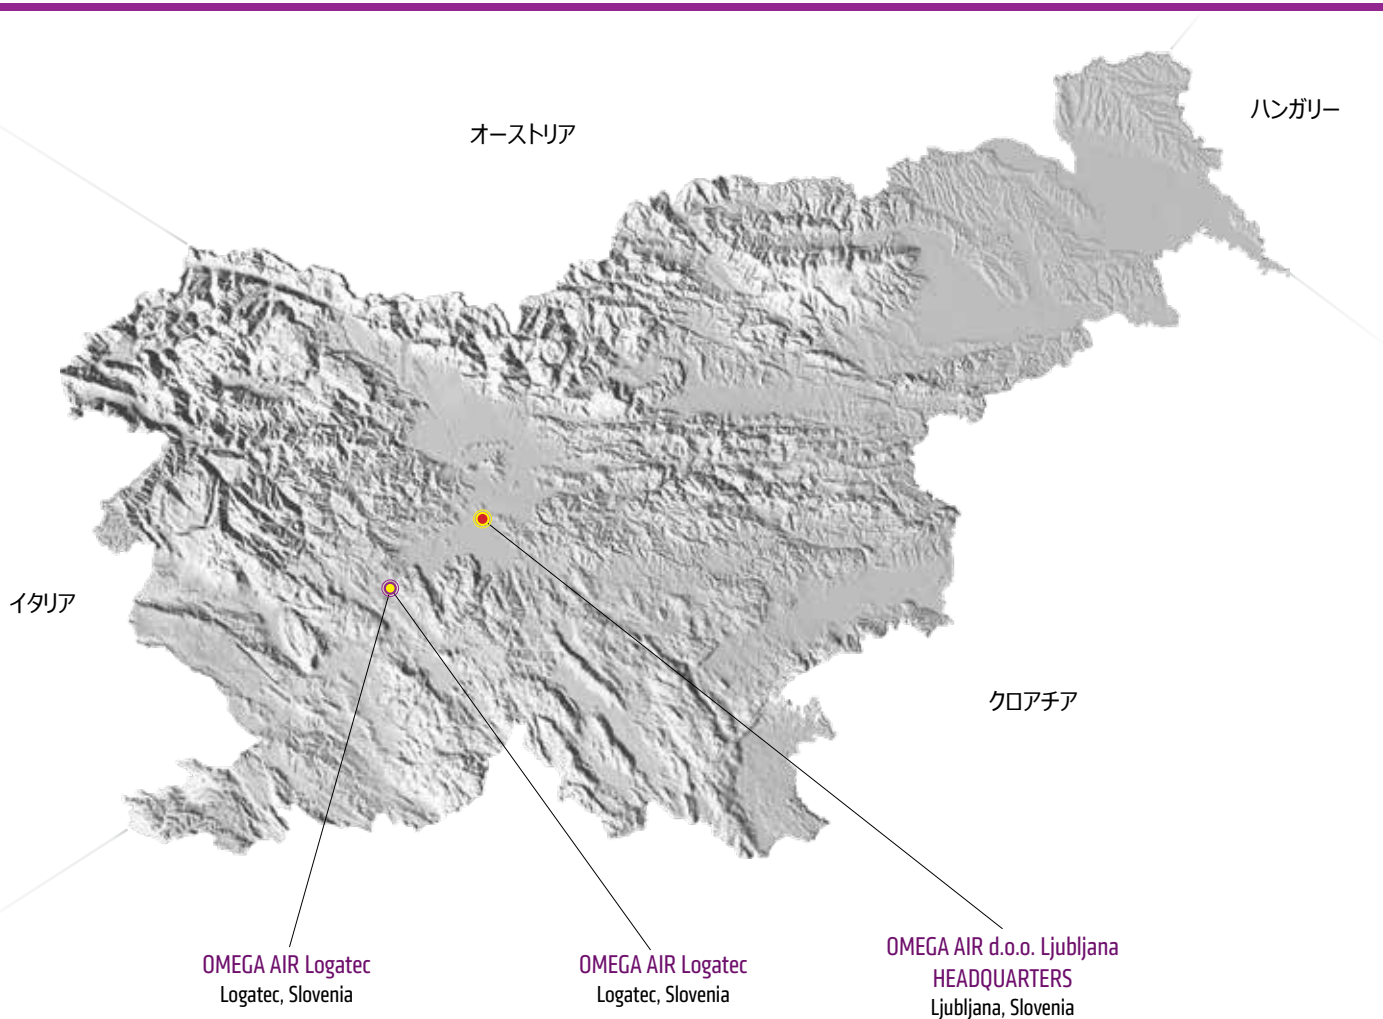 ハンガリー
オーストリア
イタリア
クロアチア
OMEGA AIR Logatec
Logatec, Slovenia
OMEGA AIR Logatec
Logatec, Slovenia
OMEGA AIR d.o.o. Ljubljana
HEADQUARTERS
Ljubljana, Slovenia